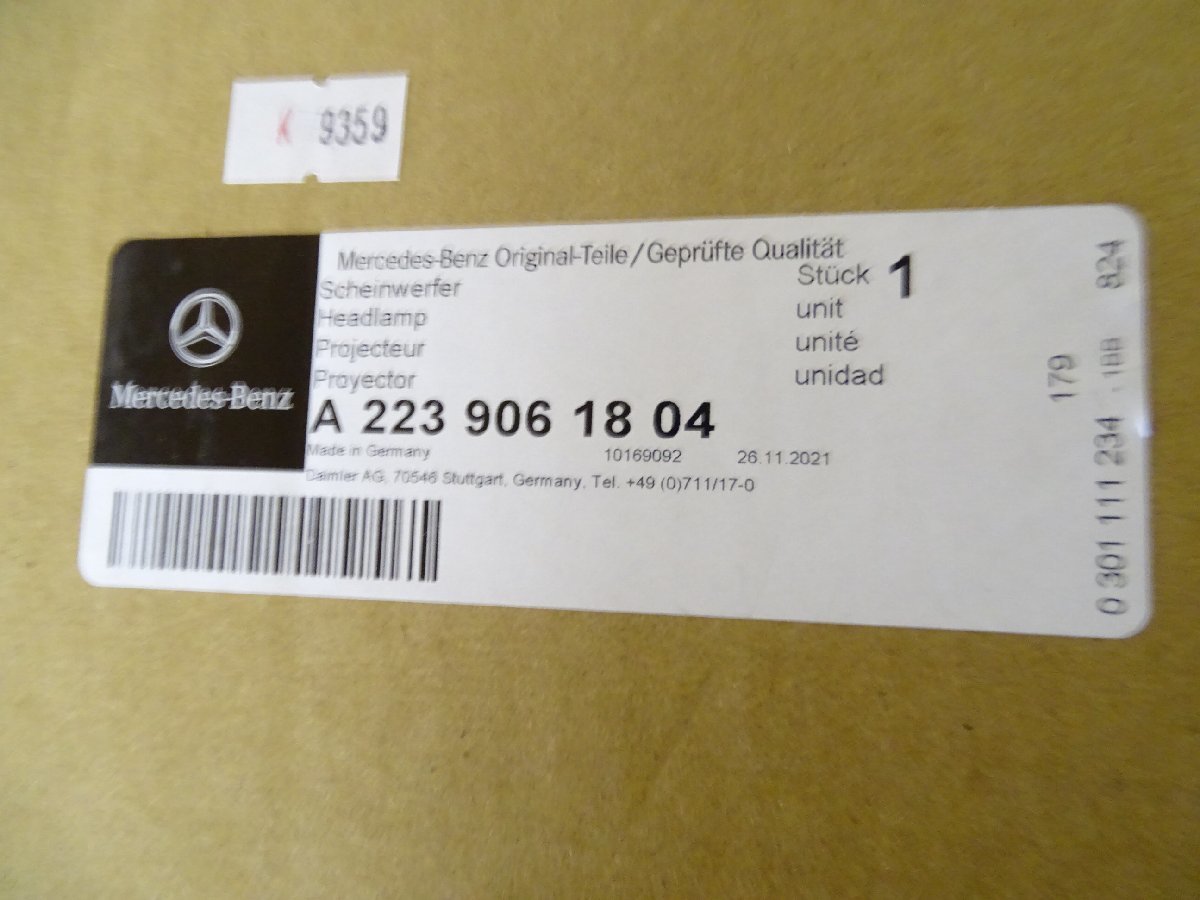 K 9359
Mercedes-Benz Original-Teile/Geprüfte Qualität
Scheinwerfer
Headlamp
Projecteur
Proyector
Stück 1
unit
unité
unidad
Mercedes-Benz
A 223 906 18 04
Made in Germany 10169092 26.11.2021
Daimler AG, 70546 Stuttgart, Germany, Tel. +49 (0)711/17-0
179 824
0 301 111 234 . 1BB